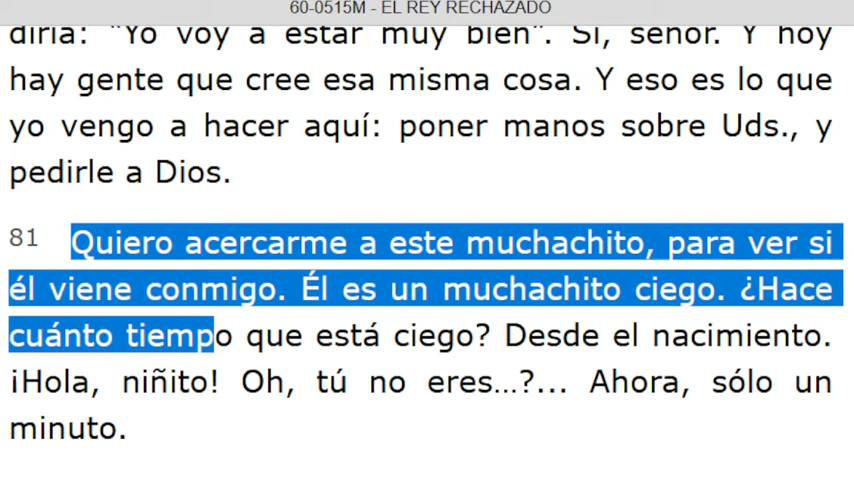 60-0515M - EL REY RECHAZADO
diría: "Yo voy a estar muy bien". Sí, señor. Y hoy
hay gente que cree esa misma cosa. Y eso es lo que
yo vengo a hacer aquí: poner manos sobre Uds., y
pedirle a Dios.
81 Quiero acercarme a este muchachito, para ver si
él viene conmigo. Él es un muchachito ciego. ¿Hace
cuánto tiempo que está ciego? Desde el nacimiento.
¡Hola, niñito! Oh, tú no eres...?... Ahora, sólo un
minuto.